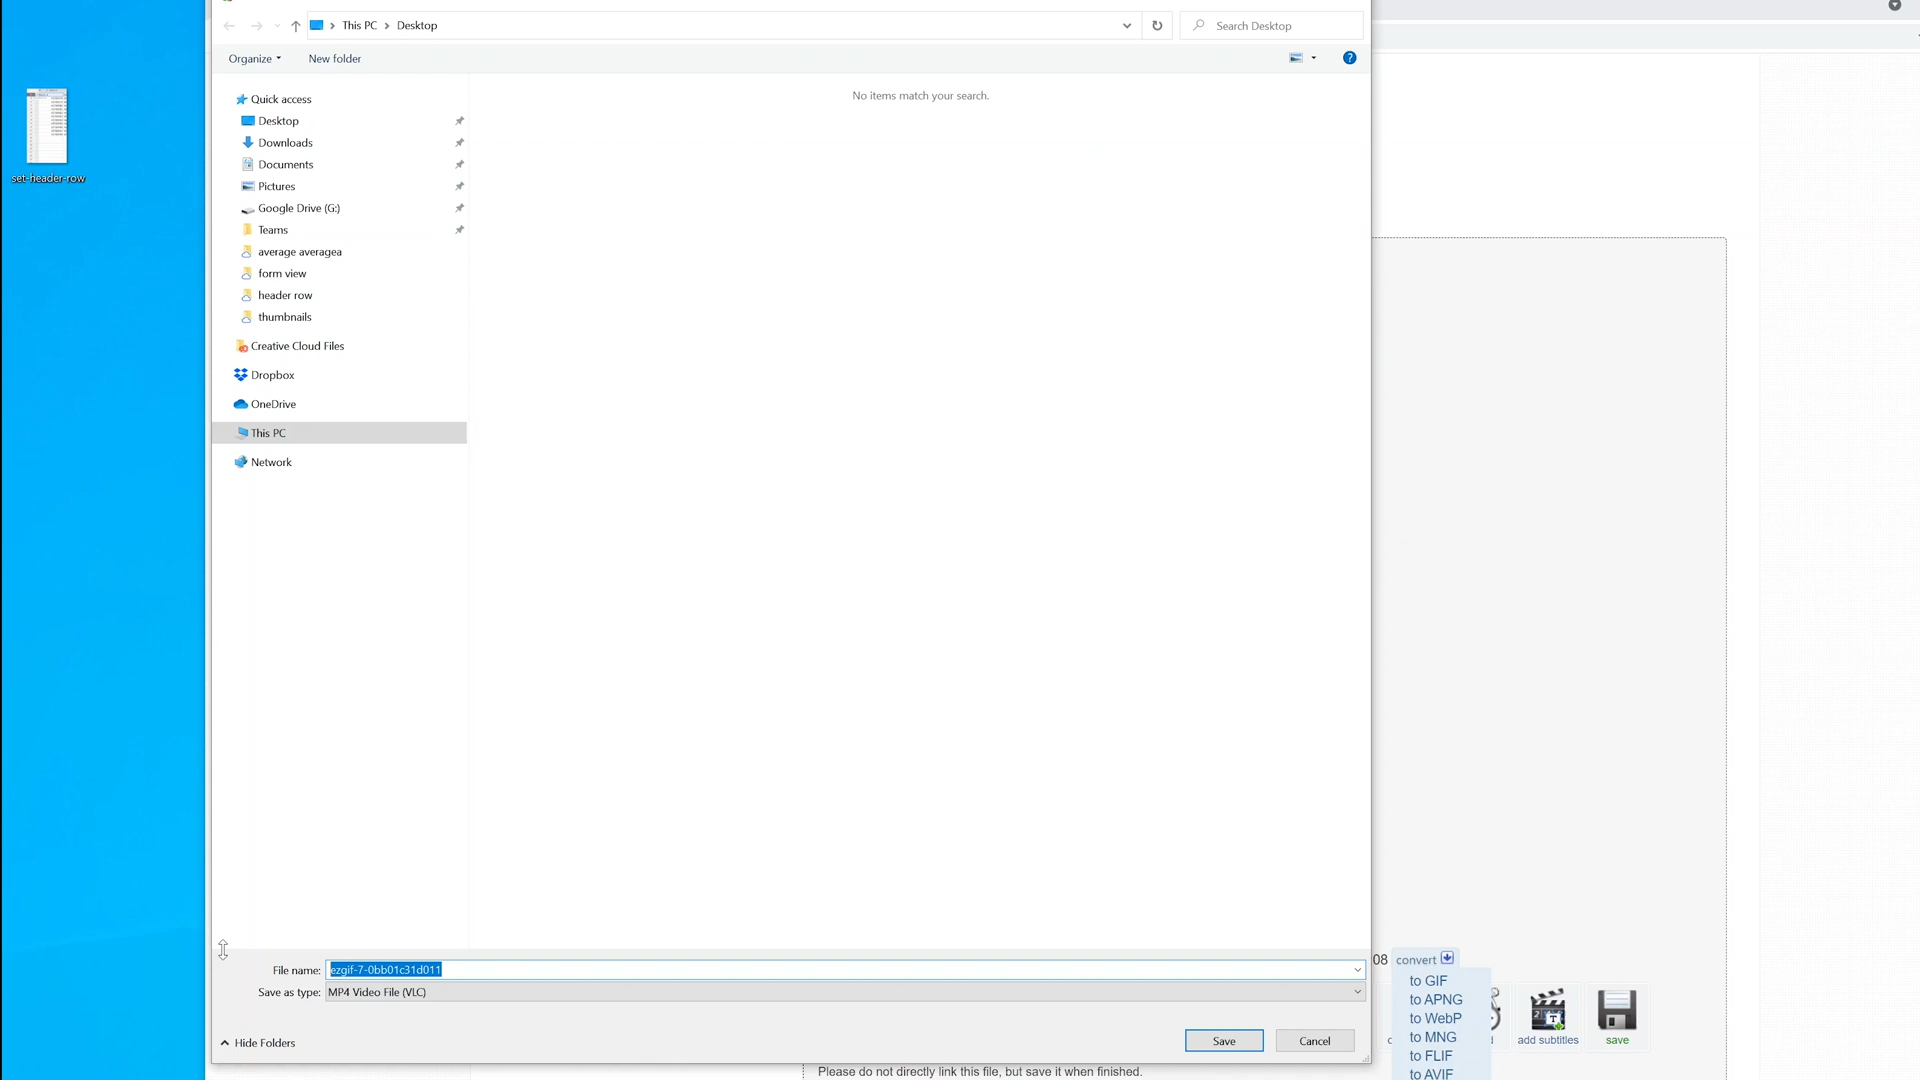 This PC > Desktop
Search Desktop
Organize
New folder
?
set-header-row
Quick access
Desktop
Downloads
Documents
Pictures
Google Drive (G:)
Teams
average averagea
form view
header row
thumbnails
Creative Cloud Files
Dropbox
OneDrive
This PC
Network
No items match your search.
File name: ezgif-7-0bb01c31d011
Save as type: MP4 Video File (VLC)
Hide Folders
Save
Cancel
08 convert
to GIF
to APNG
to WebP
to MNG
to FLIF
to AVIF
add subtitles
save
Please do not directly link this file, but save it when finished.